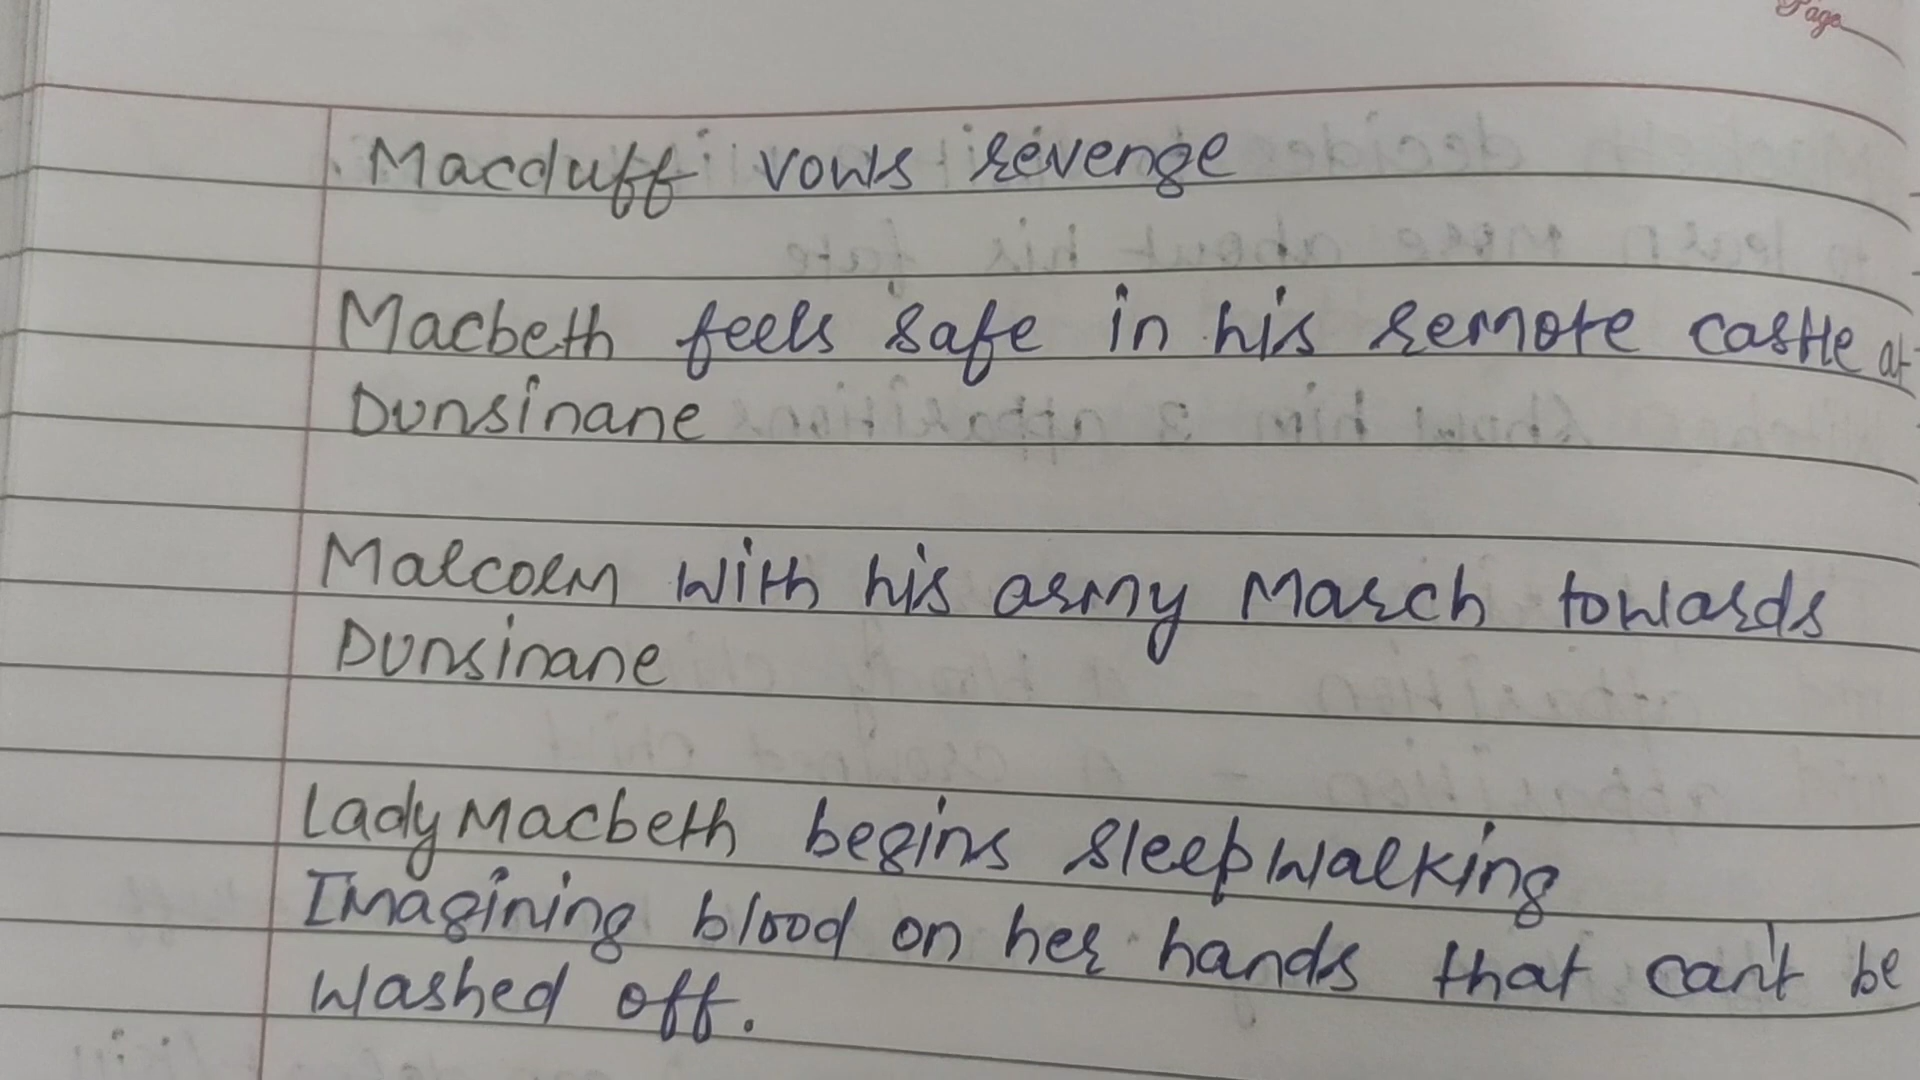 Page
Macduff vows revenge
Macbeth feels safe in his remote castle at
Dunsinane
Malcolm with his army March towards
Dunsinane
Lady Macbeth begins sleepwalking
Imagining blood on her hands that can't be
washed off.